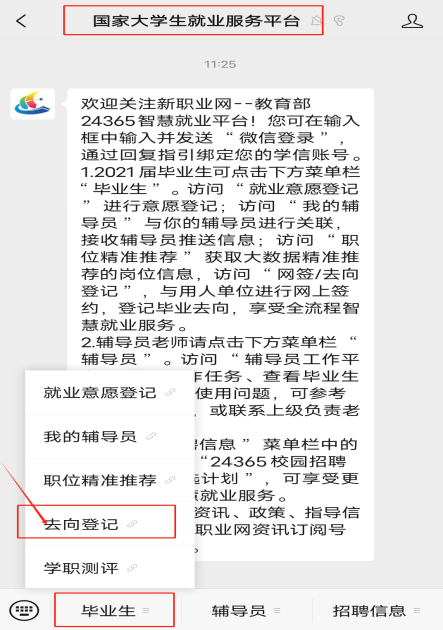 国家大学生就业服务平台
11:25
欢迎关注新职业网--教育部
24365智慧就业平台！您可在输入
框中输入并发送“微信登录”，
通过回复指引绑定您的学信账号。
1.2021届毕业生可点击下方菜单栏
“毕业生”。访问“就业意愿登记
”进行意愿登记；访问“我的辅
导员”与你的辅导员进行关联，
接收辅导员推送信息；访问“职
位精准推荐”获取大数据精准推
荐的岗位信息，访问“网签/去向
登记”，与用人单位进行网上签
约，登记毕业去向，享受全流程智
慧就业服务。
2.辅导员老师请点击下方菜单栏“
辅导员”。访问“辅导员工作平
作任务、查看毕业生
使用问题，可参考
，或联系上级负责老
信息”菜单栏中的
“24365校园招聘
计划”，可享受更
就业服务。
资讯、政策、指导信
职业网资讯订阅号
。
就业意愿登记
我的辅导员
职位精准推荐
去向登记
学职测评
毕业生
辅导员
招聘信息